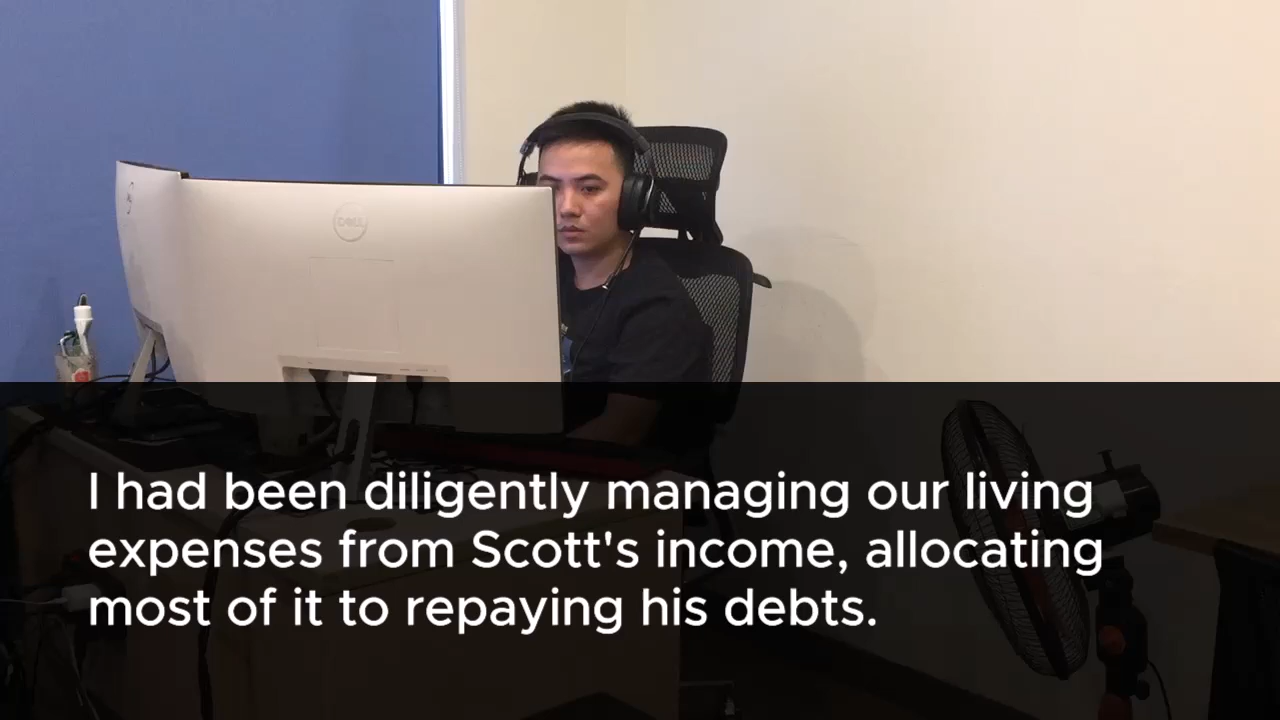 DELL
I had been diligently managing our living
expenses from Scott's income, allocating
most of it to repaying his debts.